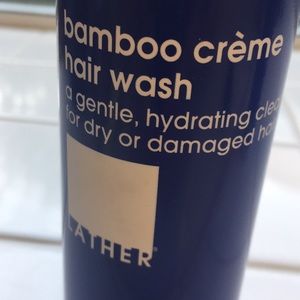 bamboo crème
hair wash
a gentle, hydrating
for dry or damaged
LATHER